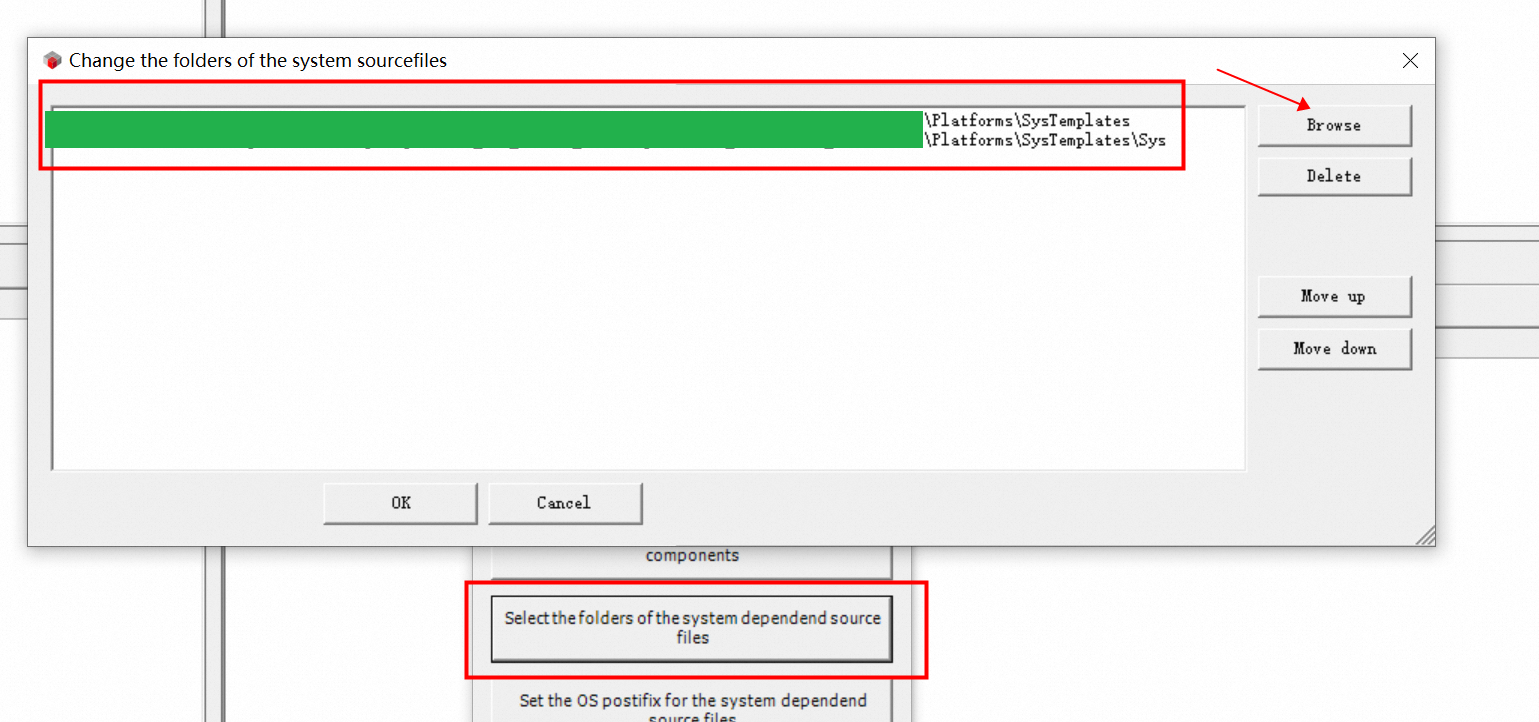 Change the folders of the system sourcefiles
\Platforms\SysTemplates
\Platforms\SysTemplates\Sys
Browse
Delete
Move up
Move down
OK
Cancel
components
Select the folders of the system dependend source
files
Set the OS postifix for the system dependend
source files